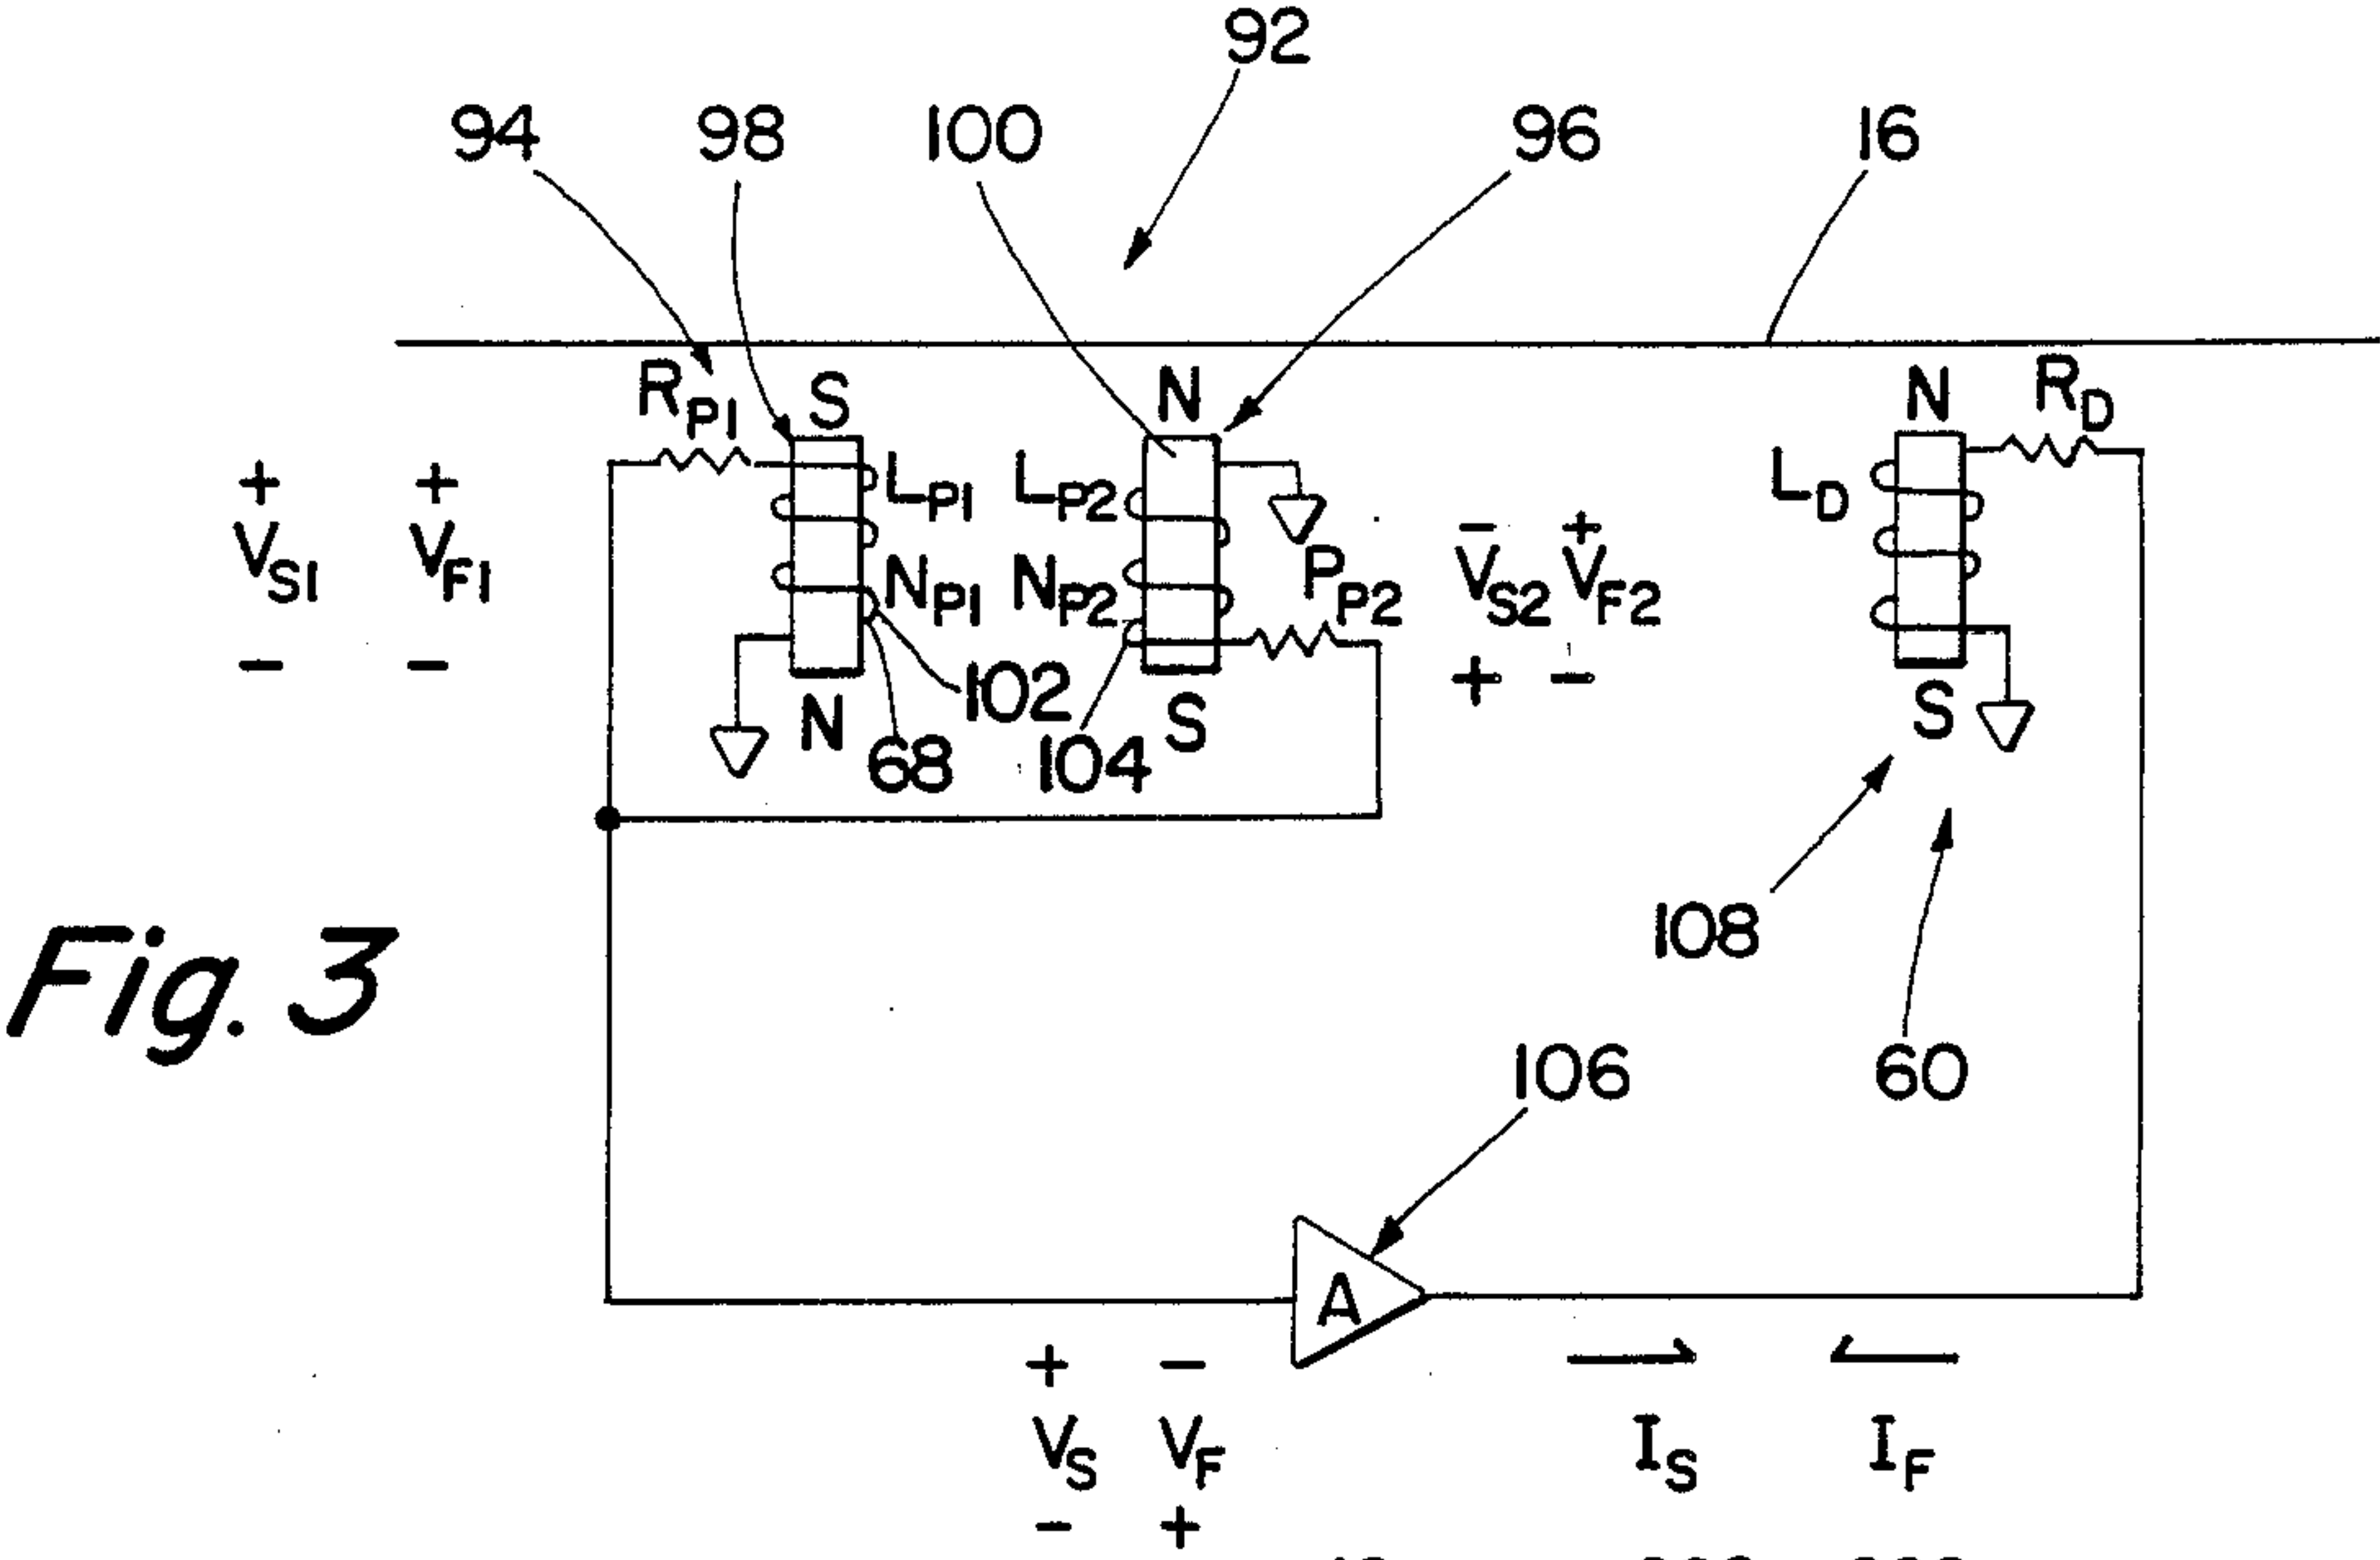 92
94 98 100 96 16
R_P1 S N N R_D
+ + L_P1 L_P2 L_D
V_S1 V_F1 N_P1 N_P2 P_P2 − + V_S2 V_F2
− − 102 + −
N 68 104 S S
108
Fig. 3
106 60
A
+ −
V_S V_F I_S I_F
− +